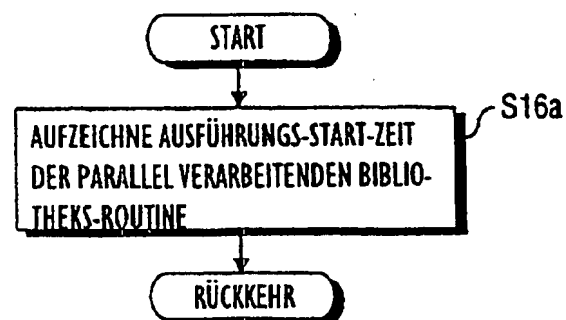 START
AUFZEICHNE AUSFÜHRUNGS-START-ZEIT
DER PARALLEL VERARBEITENDEN BIBLIO-
THEKS-ROUTINE
S16a
RÜCKKEHR